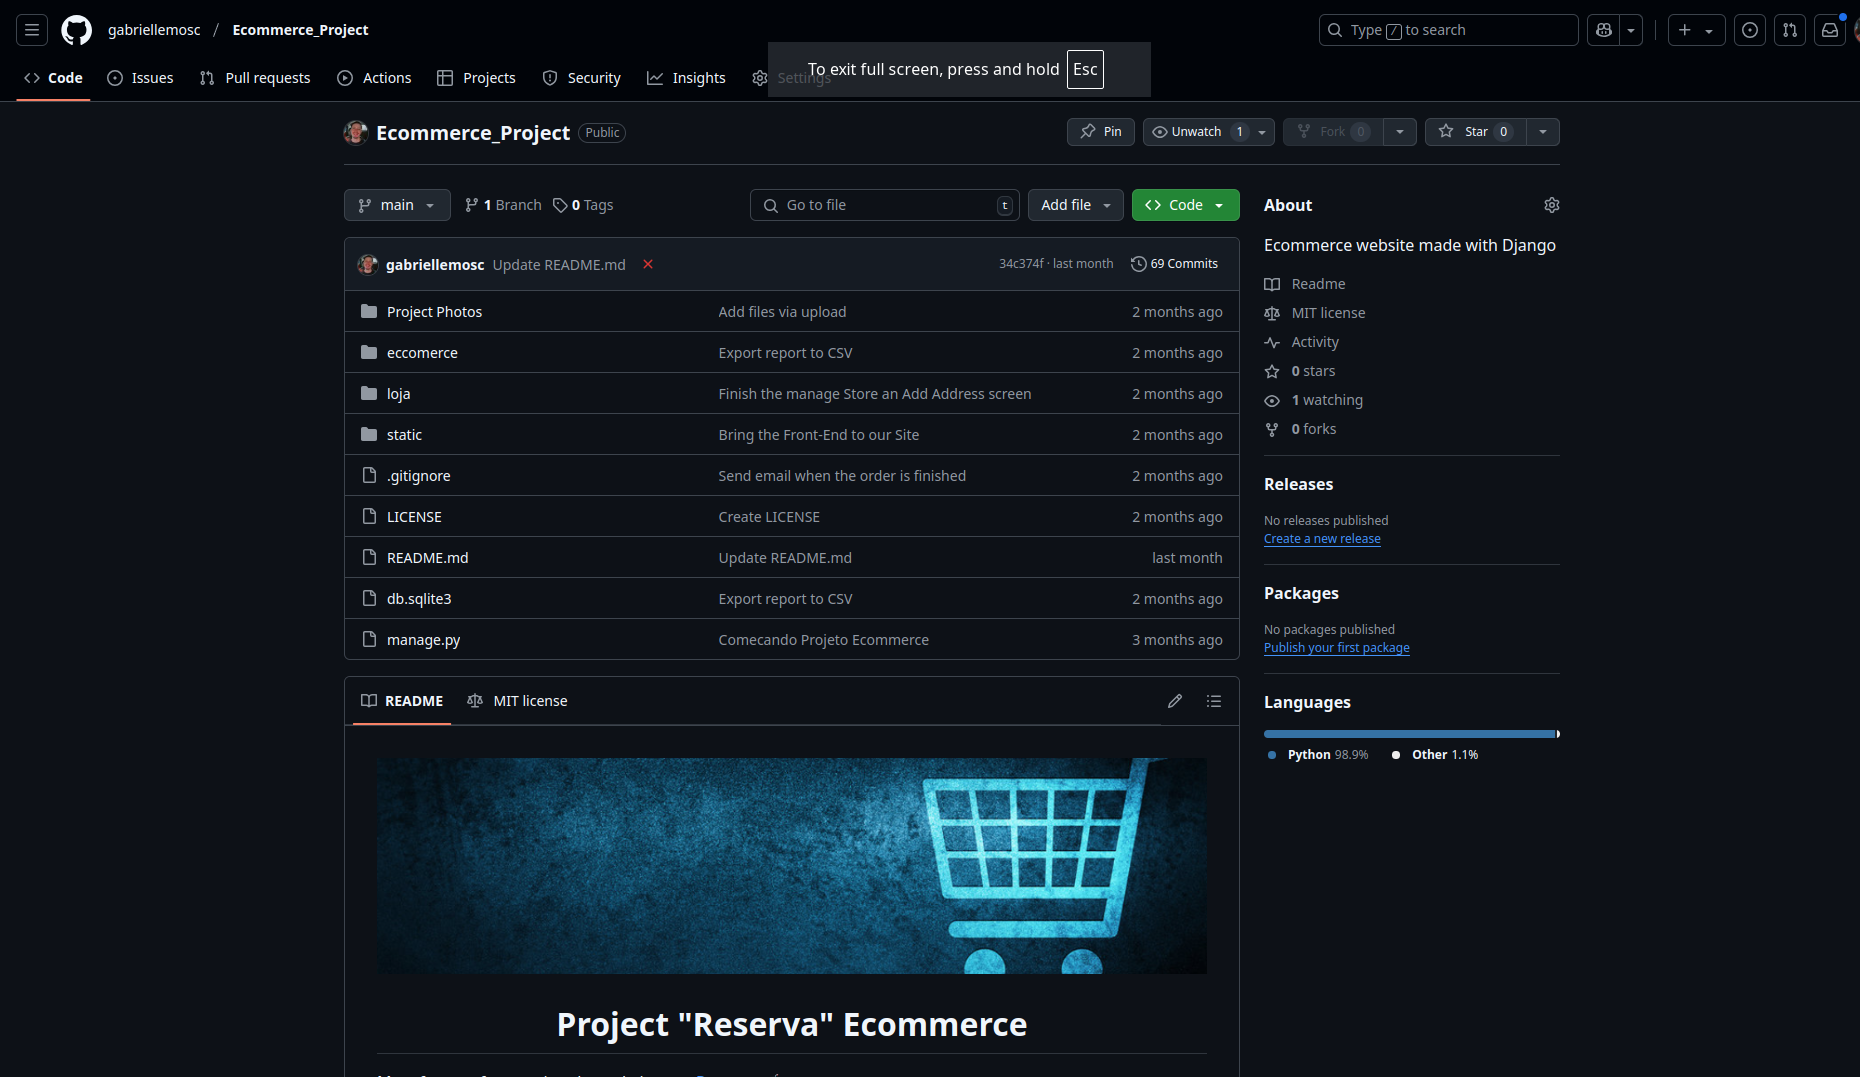 gabriellemosc / Ecommerce_Project
Type / to search
Code Issues Pull requests Actions Projects Security Insights Settings
To exit full screen, press and hold Esc
Ecommerce_Project Public
Pin Unwatch 1 Fork 0 Star 0
main 1 Branch 0 Tags
Go to file t
Add file Code
gabriellemosc Update README.md 34c374f · last month 69 Commits
Project Photos Add files via upload 2 months ago
eccomerce Export report to CSV 2 months ago
loja Finish the manage Store an Add Address screen 2 months ago
static Bring the Front-End to our Site 2 months ago
.gitignore Send email when the order is finished 2 months ago
LICENSE Create LICENSE 2 months ago
README.md Update README.md last month
db.sqlite3 Export report to CSV 2 months ago
manage.py Comecando Projeto Ecommerce 3 months ago
README MIT license
Project "Reserva" Ecommerce
About
Ecommerce website made with Django
Readme
MIT license
Activity
0 stars
1 watching
0 forks
Releases
No releases published
Create a new release
Packages
No packages published
Publish your first package
Languages
Python 98.9% Other 1.1%